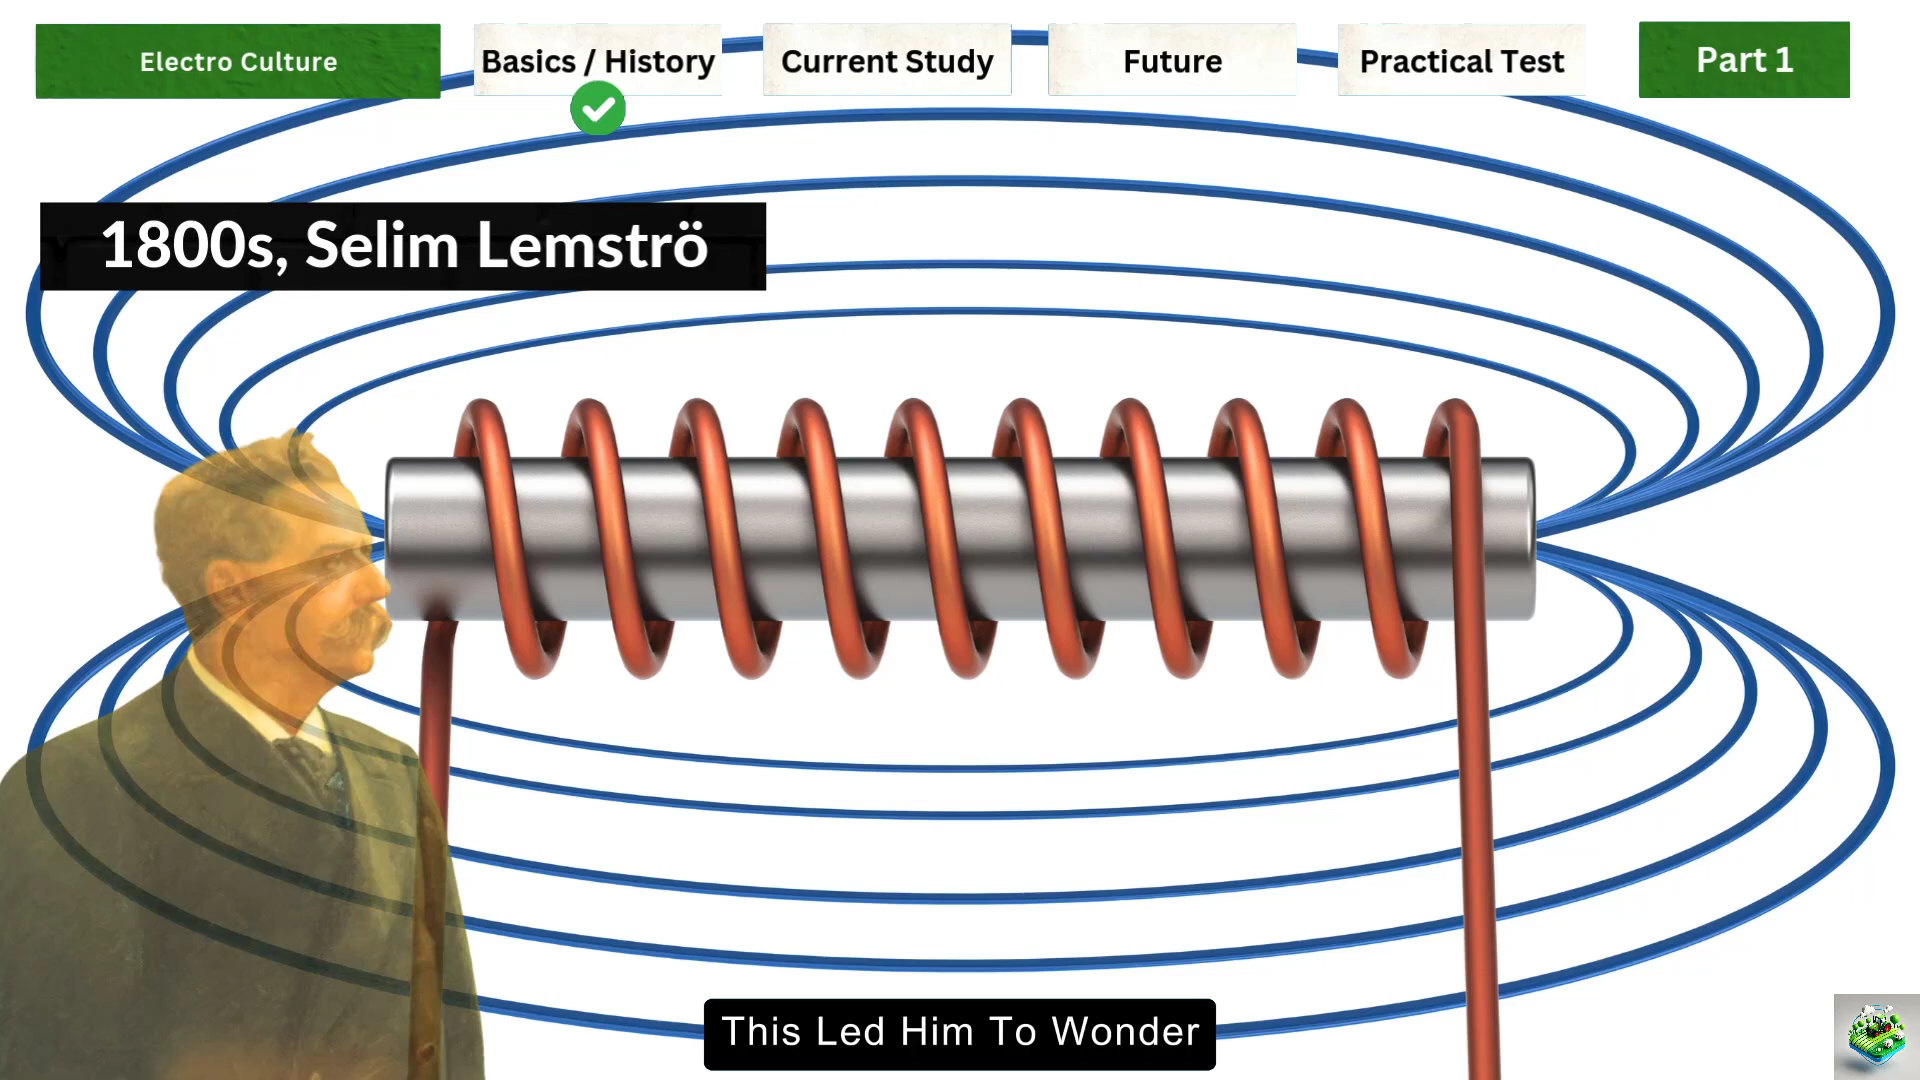 Electro Culture
Basics / History
Current Study
Future
Practical Test
Part 1
1800s, Selim Lemströ
This Led Him To Wonder